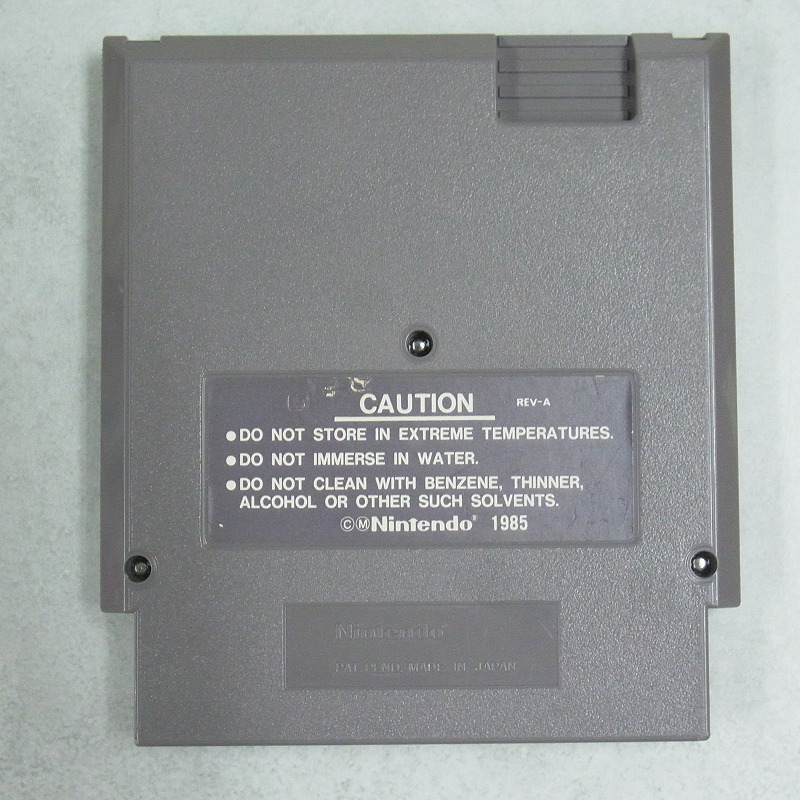 CAUTION REV-A
●DO NOT STORE IN EXTREME TEMPERATURES.
●DO NOT IMMERSE IN WATER.
●DO NOT CLEAN WITH BENZENE, THINNER,
ALCOHOL OR OTHER SUCH SOLVENTS.
©ⓂNintendo® 1985
Nintendo®
PAT. PEND. MADE IN JAPAN